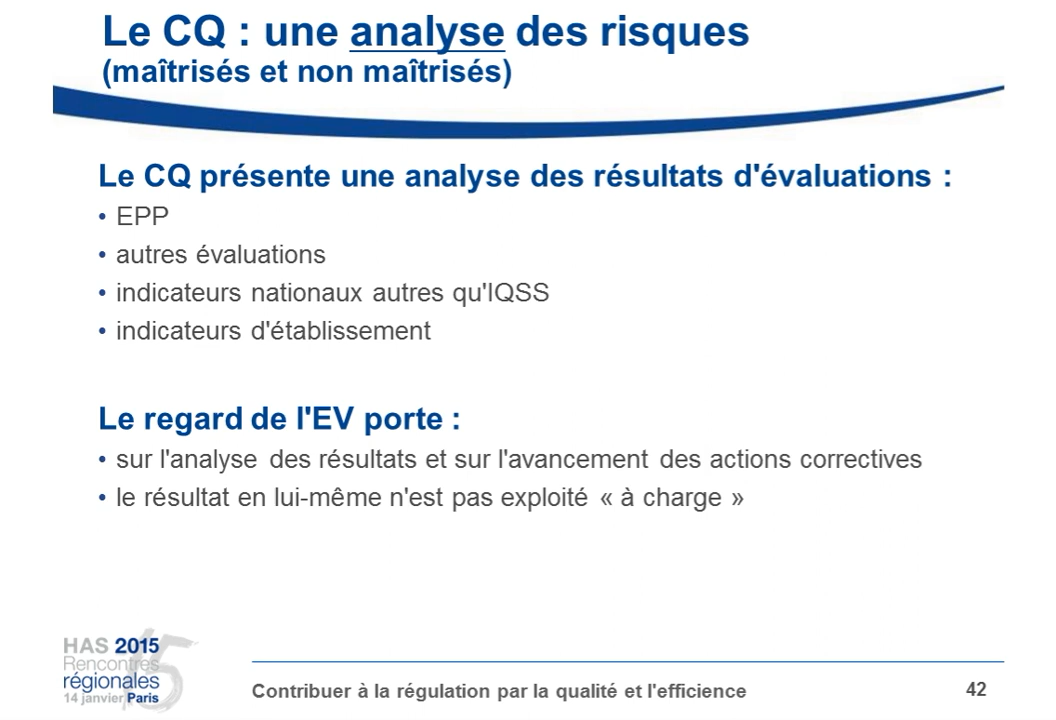 Le CQ : une analyse des risques
(maîtrisés et non maîtrisés)
Le CQ présente une analyse des résultats d'évaluations :
• EPP
• autres évaluations
• indicateurs nationaux autres qu'IQSS
• indicateurs d'établissement
Le regard de l'EV porte :
• sur l'analyse des résultats et sur l'avancement des actions correctives
• le résultat en lui-même n'est pas exploité « à charge »
HAS 2015
Rencontres
régionales
14 janvier Paris
15
Contribuer à la régulation par la qualité et l'efficience
42